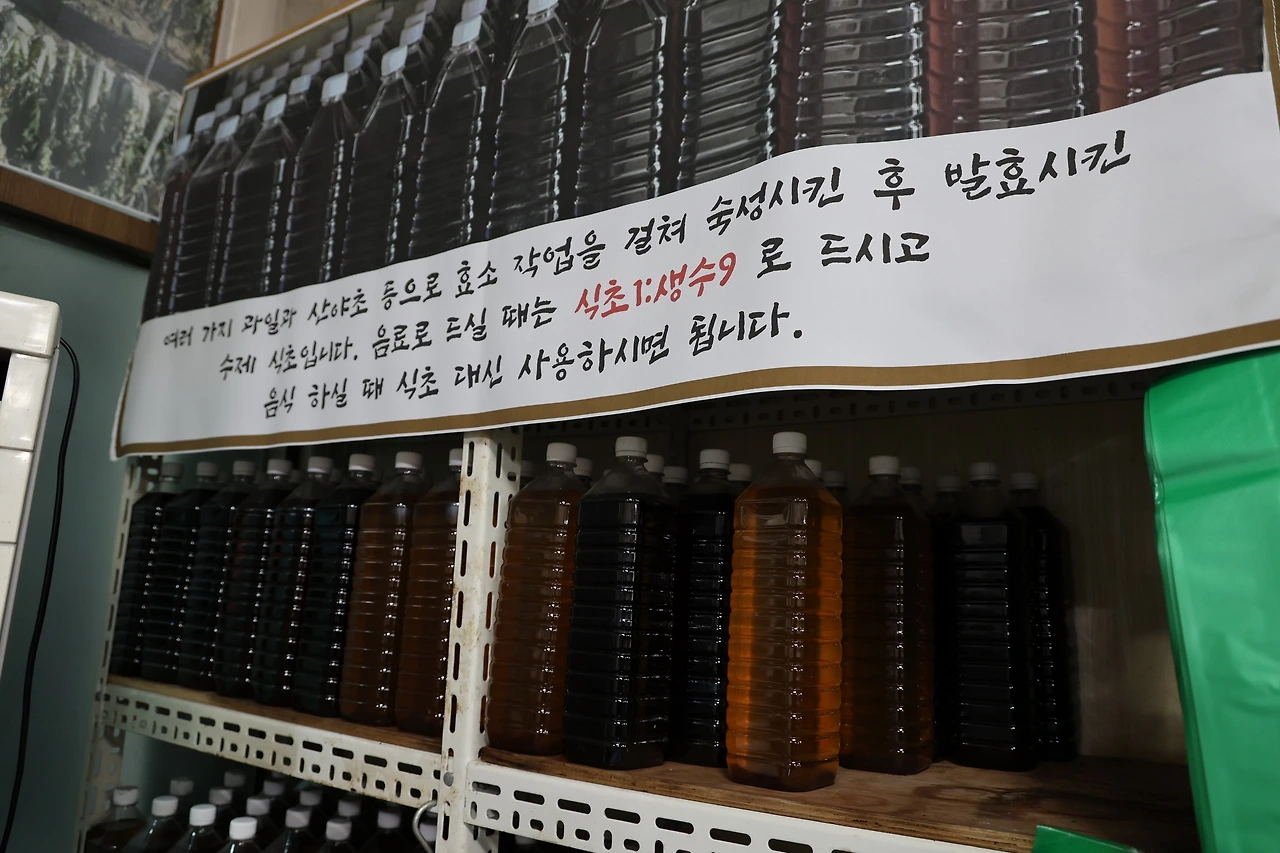 여러 가지 과일과 산야초 등으로 효소 작업을 걸쳐 숙성시킨 후 발효시킨
수제 식초입니다. 음료로 드실 때는 식초1:생수9 로 드시고
음식 하실 때 식초 대신 사용하시면 됩니다.